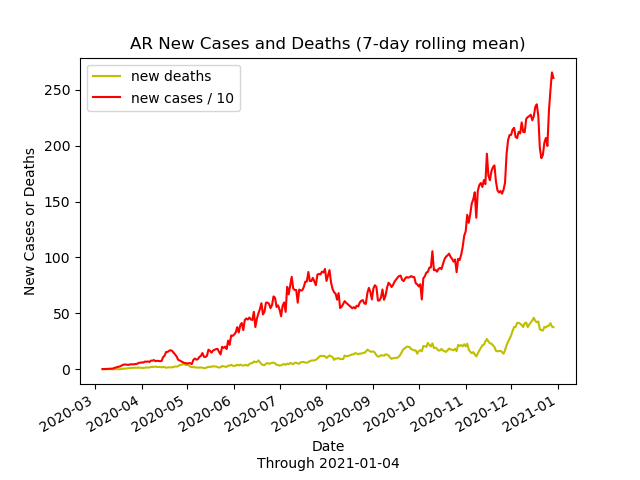 AR New Cases and Deaths (7-day rolling mean)
new deaths
new cases / 10
New Cases or Deaths
250
200
150
100
50
0
2020-03
2020-04
2020-05
2020-06
2020-07
2020-08
2020-09
2020-10
2020-11
2020-12
2021-01
Date
Through 2021-01-04